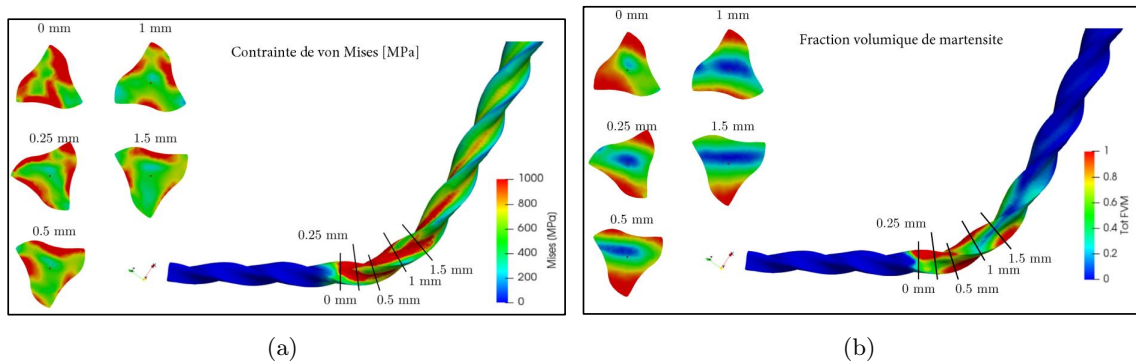 0 mm
1 mm
Contrainte de von Mises [MPa]
0.25 mm
1.5 mm
0.5 mm
0.25 mm
1.5 mm
1 mm
0.5 mm
0 mm
1000
800
600
400
200
0
Mises (MPa)
(a)
0 mm
1 mm
Fraction volumique de martensite
0.25 mm
1.5 mm
0.5 mm
0.25 mm
1.5 mm
1 mm
0.5 mm
0 mm
1
0.8
0.6
0.4
0.2
0
Tot FVM
(b)